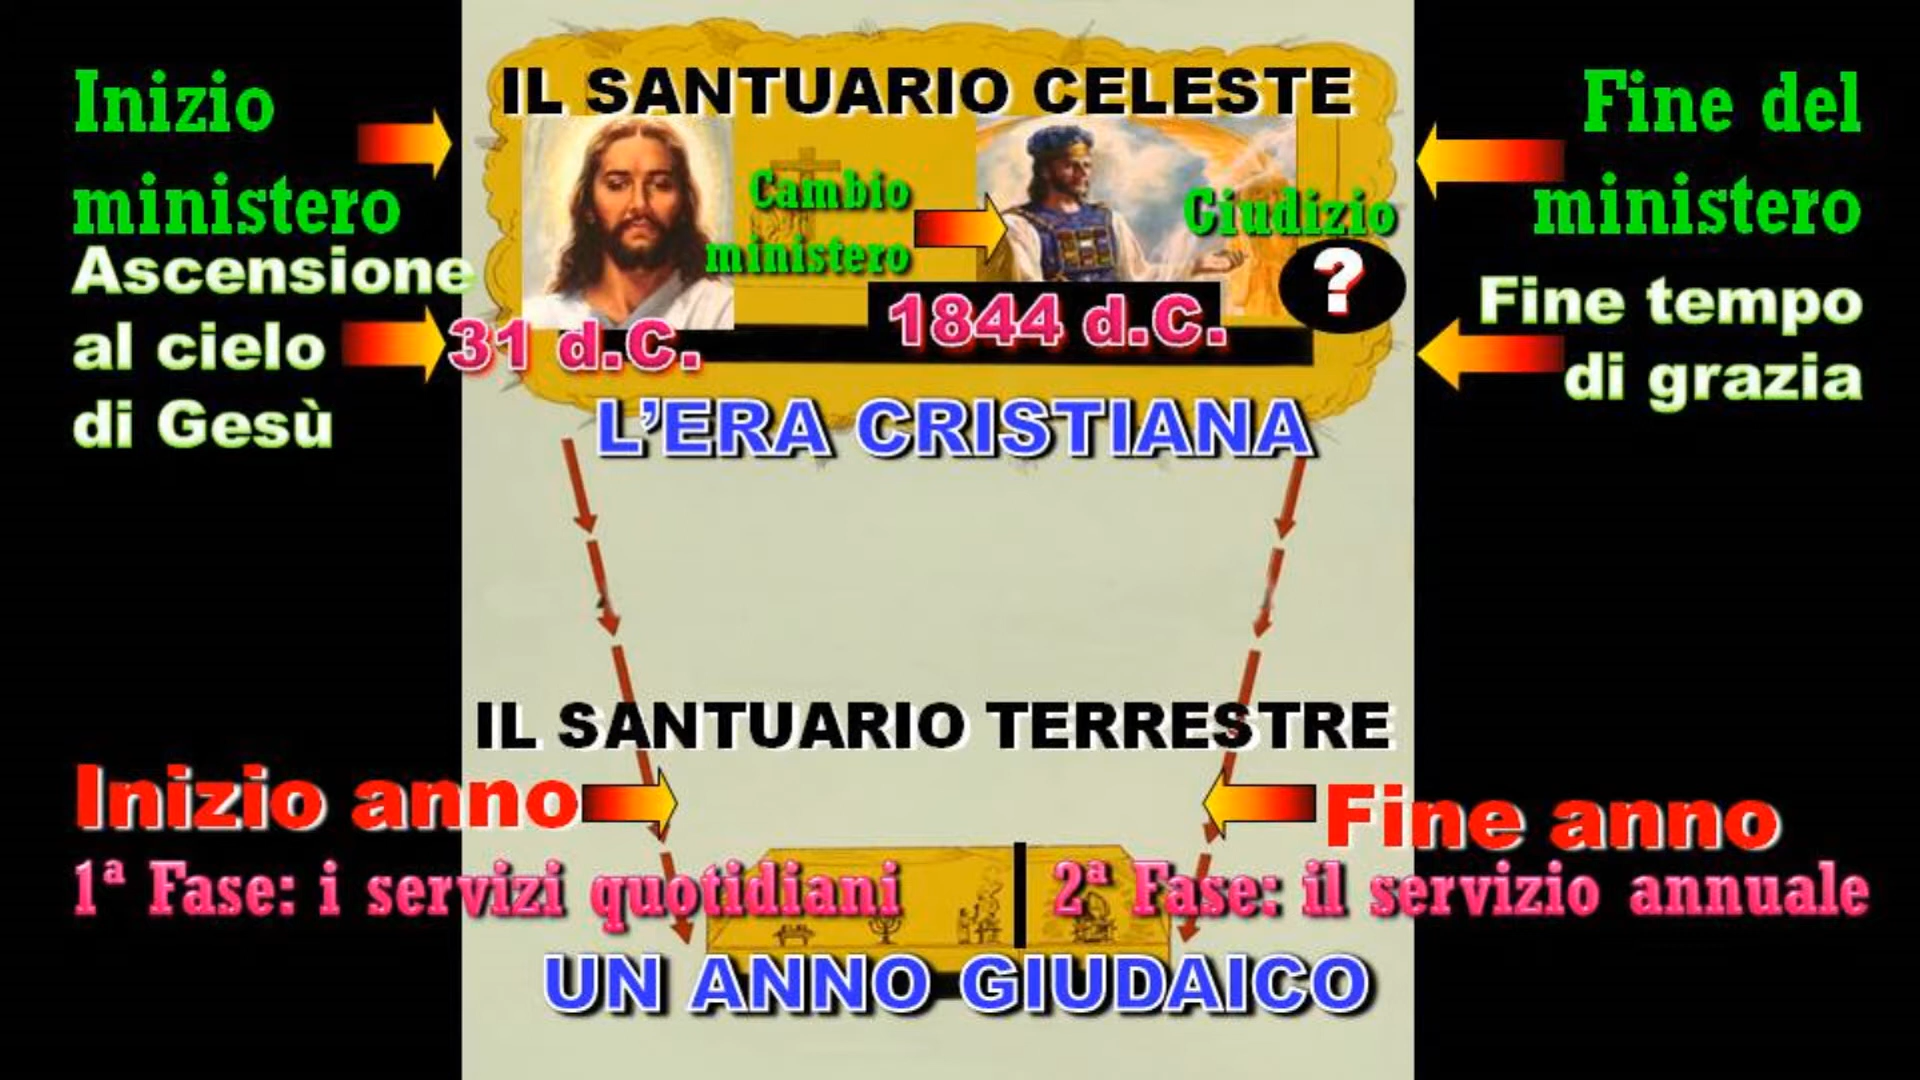 IL SANTUARIO CELESTE
Inizio
ministero
Ascensione
al cielo
di Gesù
Cambio
ministero
Giudizio
?
31 d.C.
1844 d.C.
Fine del
ministero
Fine tempo
di grazia
L'ERA CRISTIANA
IL SANTUARIO TERRESTRE
Inizio anno
Fine anno
1ª Fase: i servizi quotidiani
2ª Fase: il servizio annuale
UN ANNO GIUDAICO